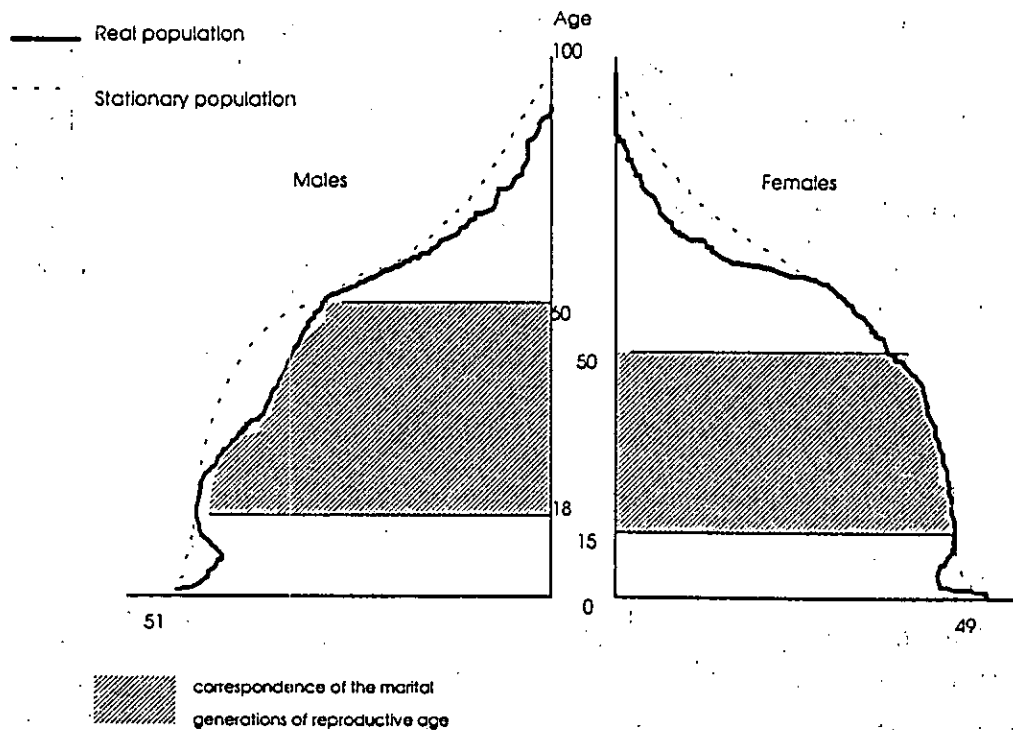 Real population
Stationary population
Age
100
Males
Females
60
50
18
15
0
51
49
correspondence of the marital
generations of reproductive age